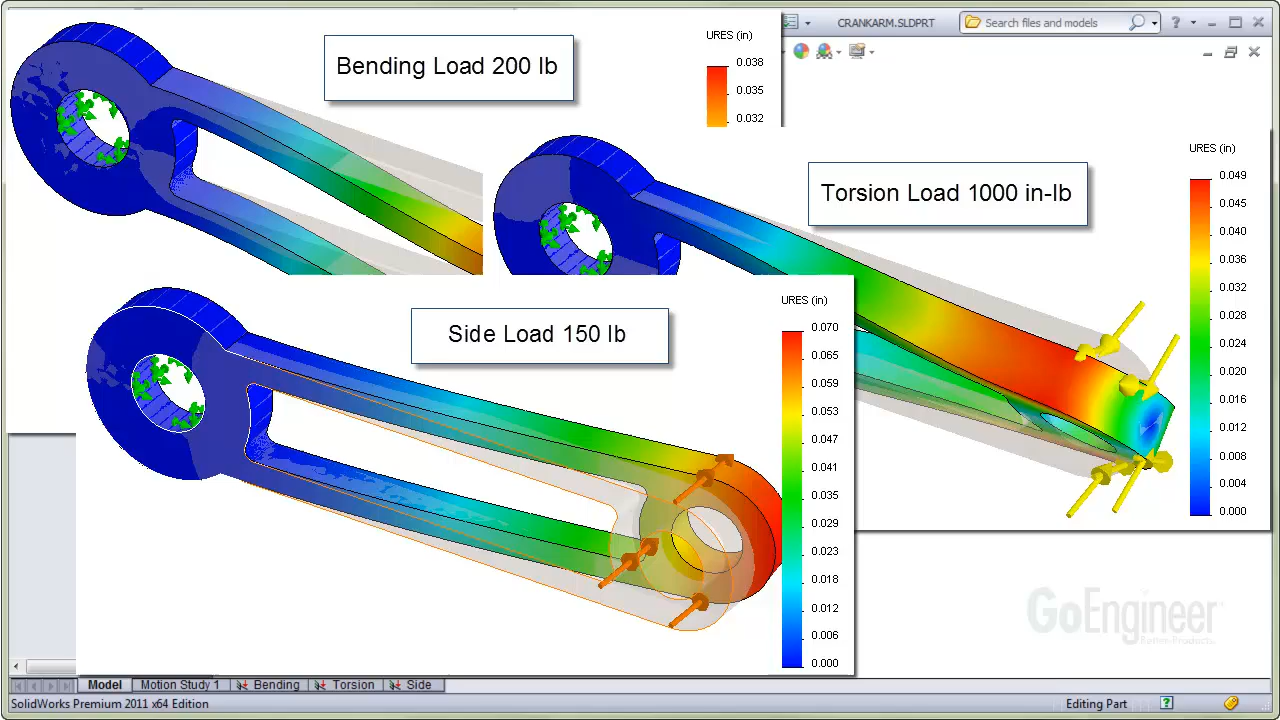 CRANKARM.SLDPRT
Search files and models
Bending Load 200 lb
URES (in)
0.038
0.035
0.032
Torsion Load 1000 in-lb
URES (in)
0.049
0.045
0.040
0.036
0.032
0.028
0.024
0.020
0.016
0.012
0.008
0.004
0.000
Side Load 150 lb
URES (in)
0.070
0.065
0.059
0.053
0.047
0.041
0.035
0.029
0.023
0.018
0.012
0.006
0.000
GoEngineer
Model
Motion Study 1
Bending
Torsion
Side
SolidWorks Premium 2011 x64 Edition
Editing Part